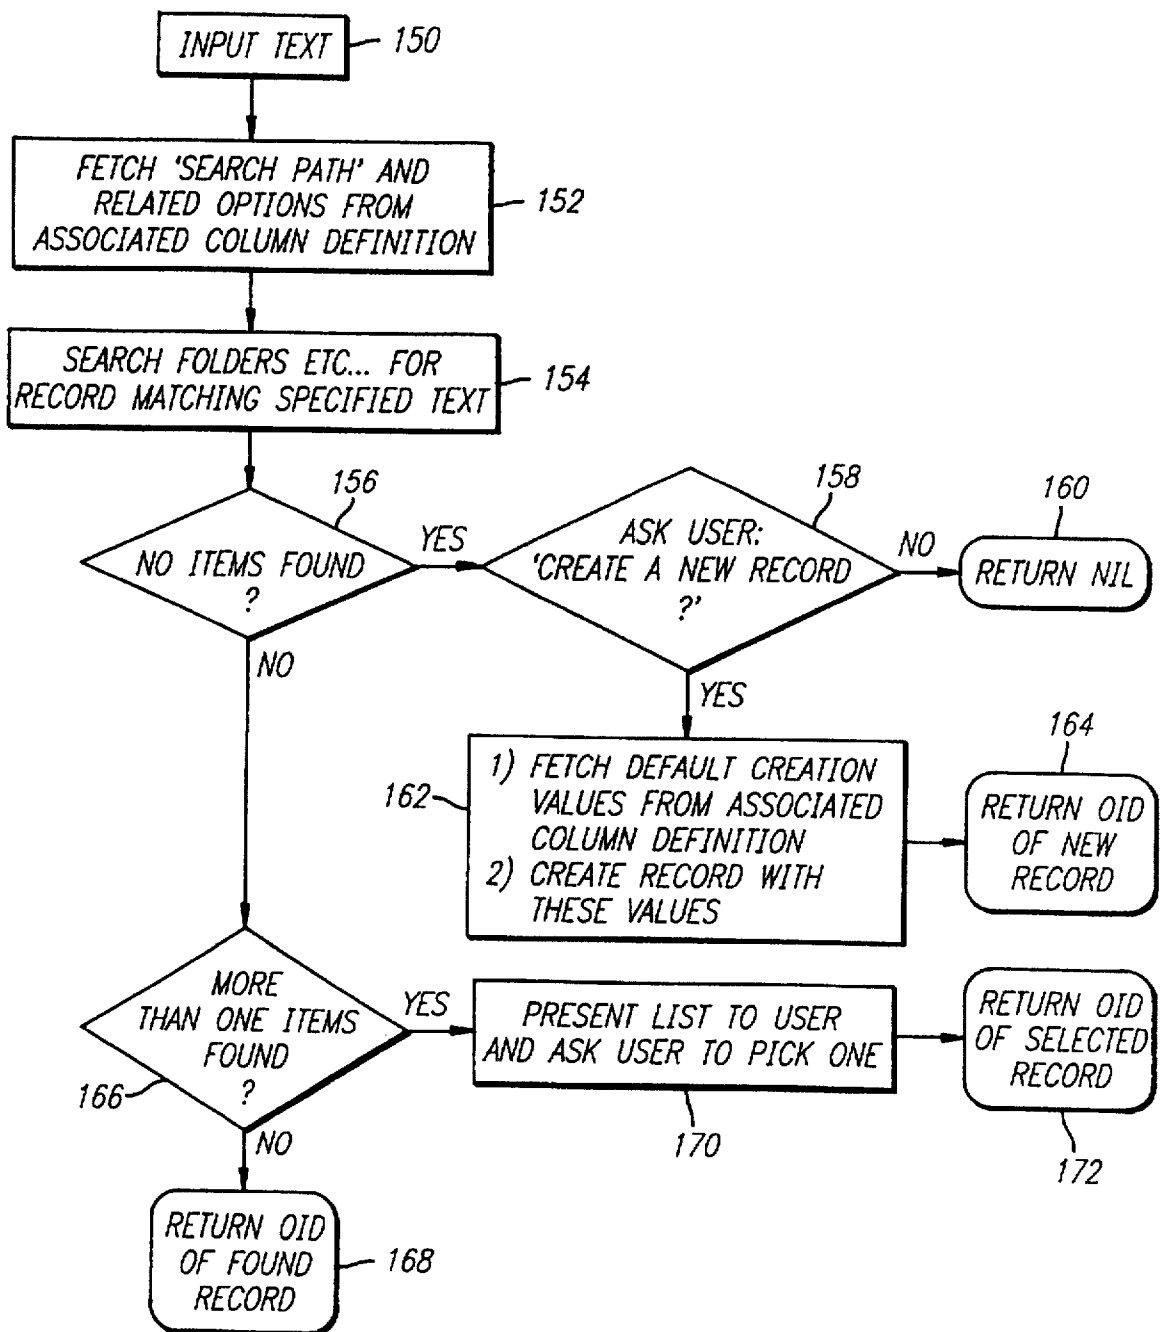 INPUT TEXT
150
FETCH 'SEARCH PATH' AND
RELATED OPTIONS FROM
ASSOCIATED COLUMN DEFINITION
152
SEARCH FOLDERS ETC... FOR
RECORD MATCHING SPECIFIED TEXT
154
156
NO ITEMS FOUND
?
YES
NO
158
ASK USER:
'CREATE A NEW RECORD
?'
NO
YES
160
RETURN NIL
162
1) FETCH DEFAULT CREATION
VALUES FROM ASSOCIATED
COLUMN DEFINITION
2) CREATE RECORD WITH
THESE VALUES
164
RETURN OID
OF NEW
RECORD
MORE
THAN ONE ITEMS
FOUND
?
166
YES
NO
PRESENT LIST TO USER
AND ASK USER TO PICK ONE
170
RETURN OID
OF SELECTED
RECORD
172
RETURN OID
OF FOUND
RECORD
168